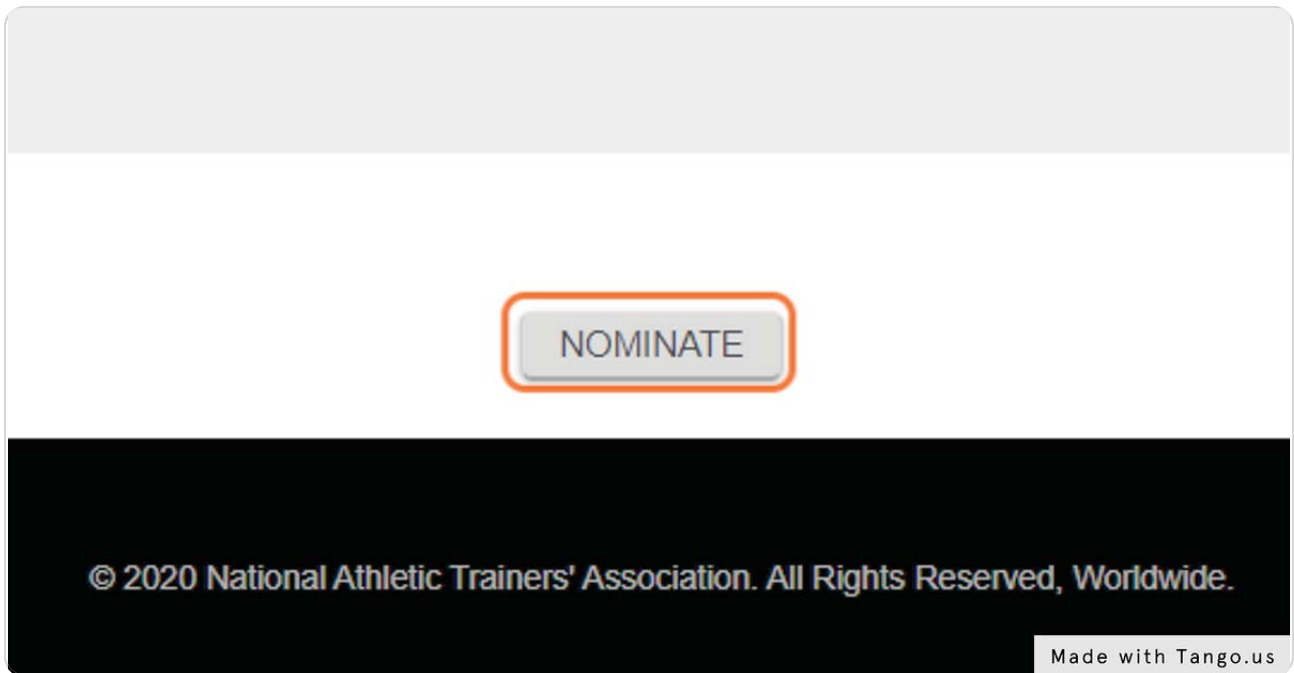 NOMINATE
© 2020 National Athletic Trainers' Association. All Rights Reserved, Worldwide.
Made with Tango.us